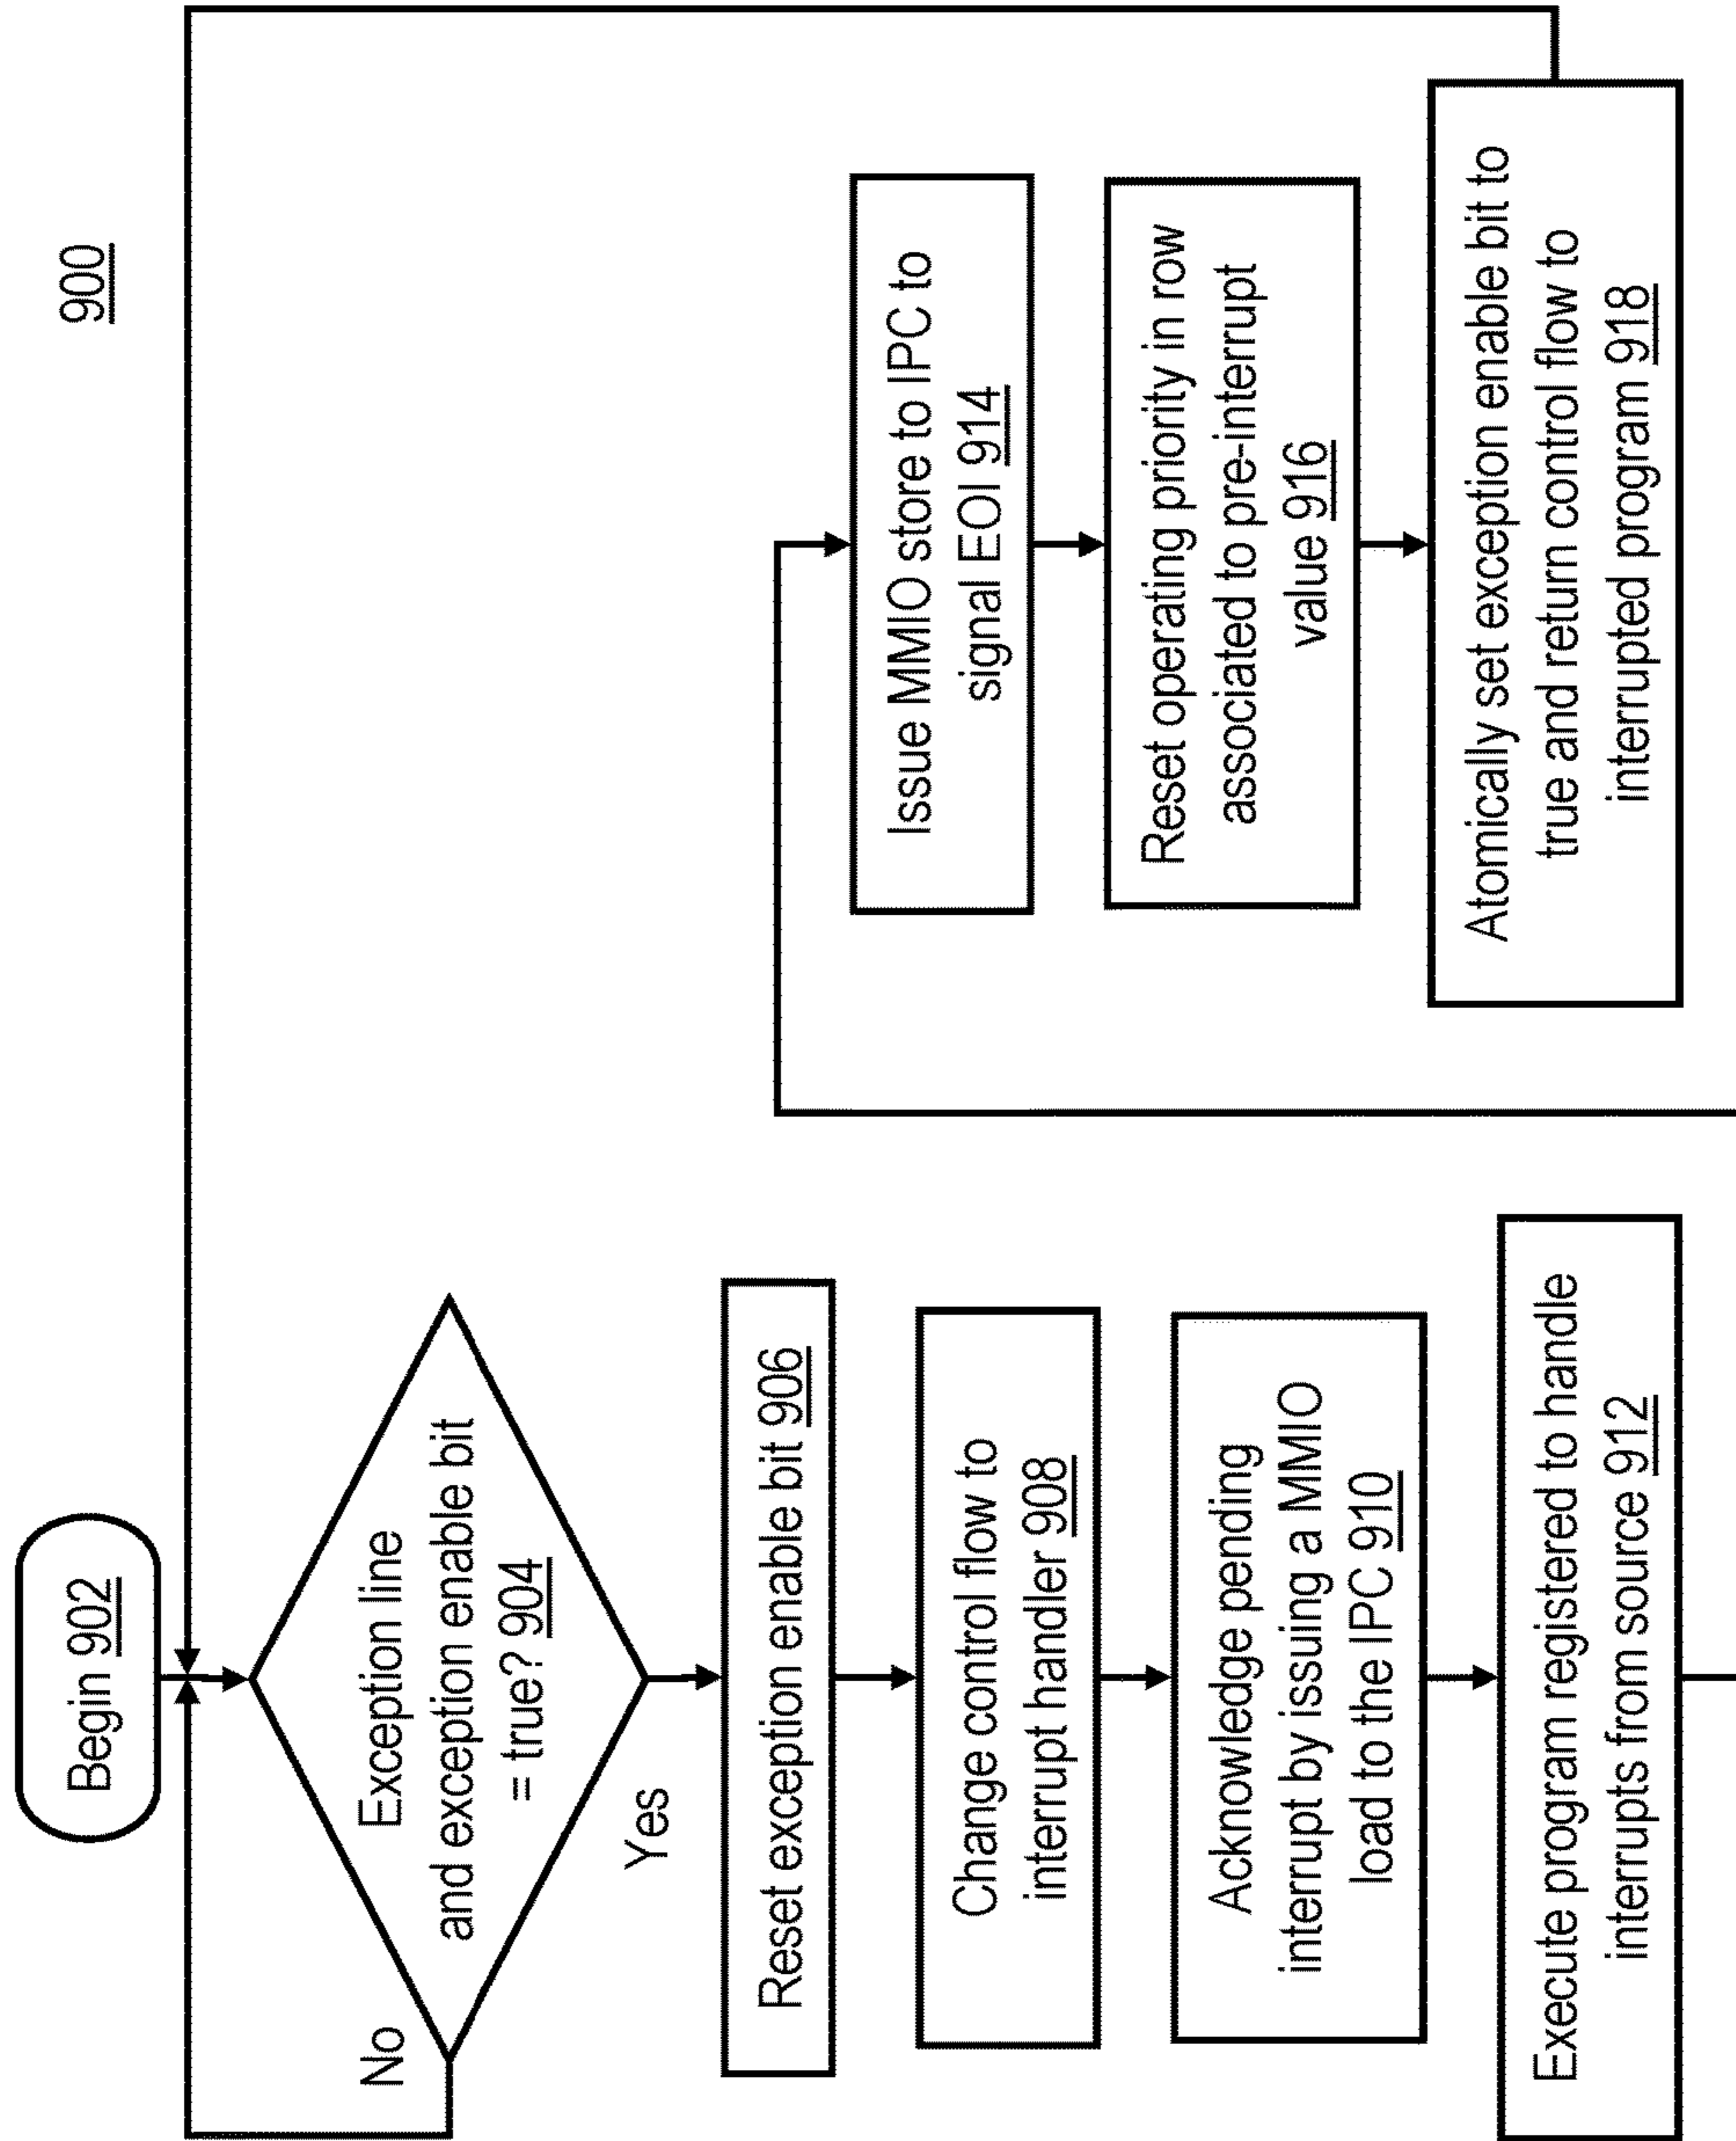 900
Begin 902
Exception line
and exception enable bit
= true? 904
No
Yes
Reset exception enable bit 906
Change control flow to
interrupt handler 908
Acknowledge pending
interrupt by issuing a MMIO
load to the IPC 910
Execute program registered to handle
interrupts from source 912
Issue MMIO store to IPC to
signal EOI 914
Reset operating priority in row
associated to pre-interrupt
value 916
Atomically set exception enable bit to
true and return control flow to
interrupted program 918